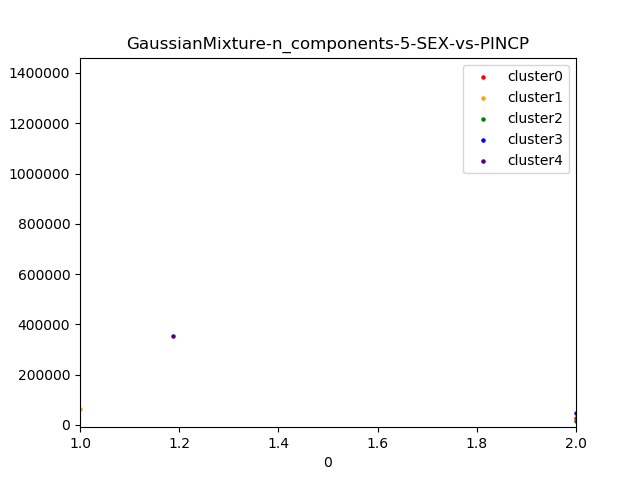 GaussianMixture-n_components-5-SEX-vs-PINCP
1400000
1200000
1000000
800000
600000
400000
200000
0
cluster0
cluster1
cluster2
cluster3
cluster4
1.0 1.2 1.4 1.6 1.8 2.0
0